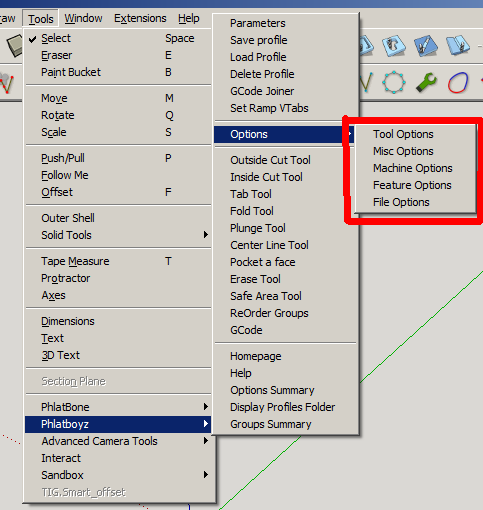 aw Tools Window Extensions Help
Select Space
Eraser E
Paint Bucket B
Move M
Rotate Q
Scale S
Push/Pull P
Follow Me
Offset F
Outer Shell
Solid Tools
Tape Measure T
Protractor
Axes
Dimensions
Text
3D Text
Section Plane
PhlatBone
Phlatboyz
Advanced Camera Tools
Interact
Sandbox
TIG.Smart_offset
Parameters
Save profile
Load Profile
Delete Profile
GCode Joiner
Set Ramp VTabs
Options
Outside Cut Tool
Inside Cut Tool
Tab Tool
Fold Tool
Plunge Tool
Center Line Tool
Pocket a face
Erase Tool
Safe Area Tool
ReOrder Groups
GCode
Homepage
Help
Options Summary
Display Profiles Folder
Groups Summary
Tool Options
Misc Options
Machine Options
Feature Options
File Options